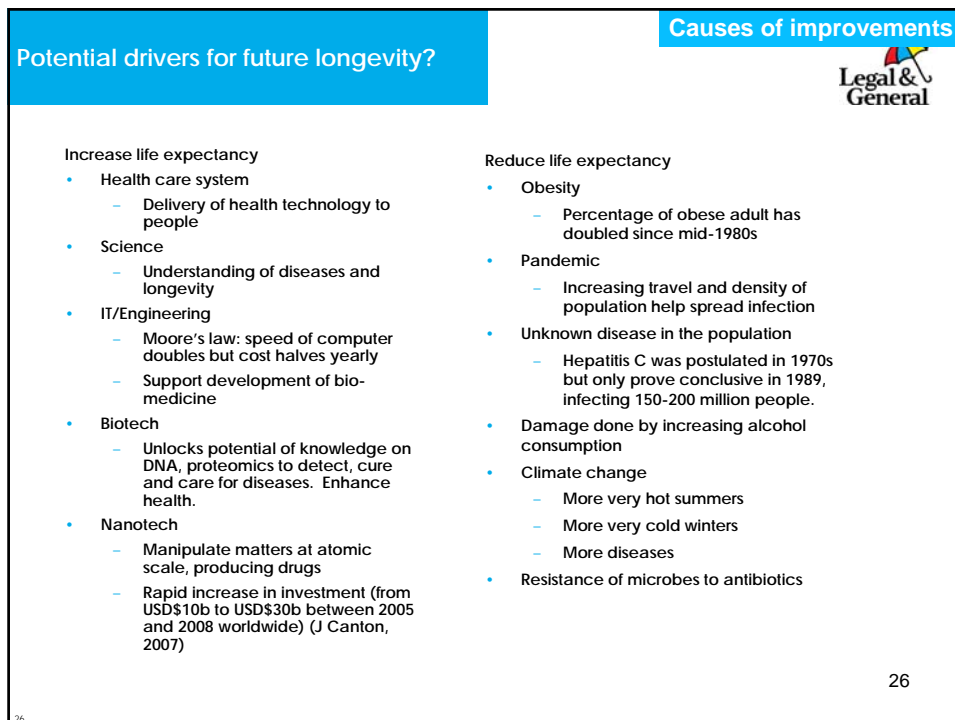 Causes of improvements
Potential drivers for future longevity?
Legal &
General
Increase life expectancy
• Health care system
– Delivery of health technology to
people
• Science
– Understanding of diseases and
longevity
• IT/Engineering
– Moore's law: speed of computer
doubles but cost halves yearly
– Support development of bio-
medicine
• Biotech
– Unlocks potential of knowledge on
DNA, proteomics to detect, cure
and care for diseases. Enhance
health.
• Nanotech
– Manipulate matters at atomic
scale, producing drugs
– Rapid increase in investment (from
USD$10b to USD$30b between 2005
and 2008 worldwide) (J Canton,
2007)
Reduce life expectancy
• Obesity
– Percentage of obese adult has
doubled since mid-1980s
• Pandemic
– Increasing travel and density of
population help spread infection
• Unknown disease in the population
– Hepatitis C was postulated in 1970s
but only prove conclusive in 1989,
infecting 150-200 million people.
• Damage done by increasing alcohol
consumption
• Climate change
– More very hot summers
– More very cold winters
– More diseases
• Resistance of microbes to antibiotics
26
26